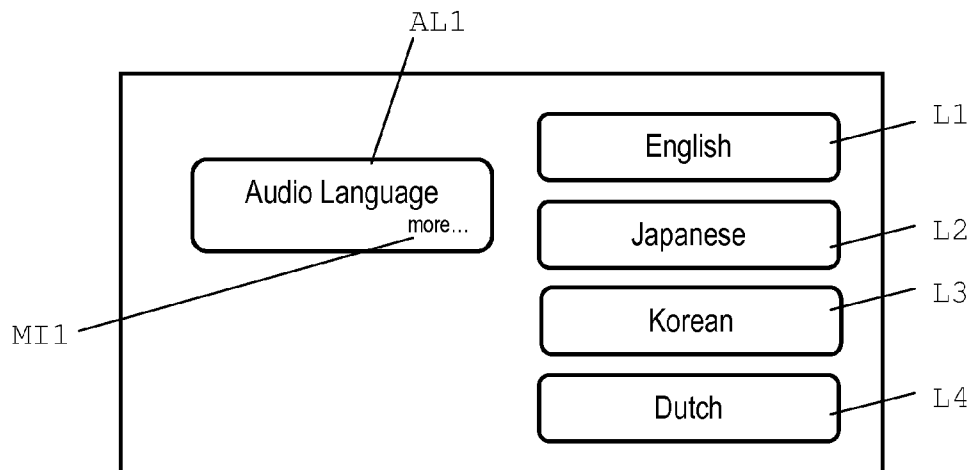 AL1
L1
English
Audio Language
more...
L2
Japanese
L3
Korean
MI1
L4
Dutch